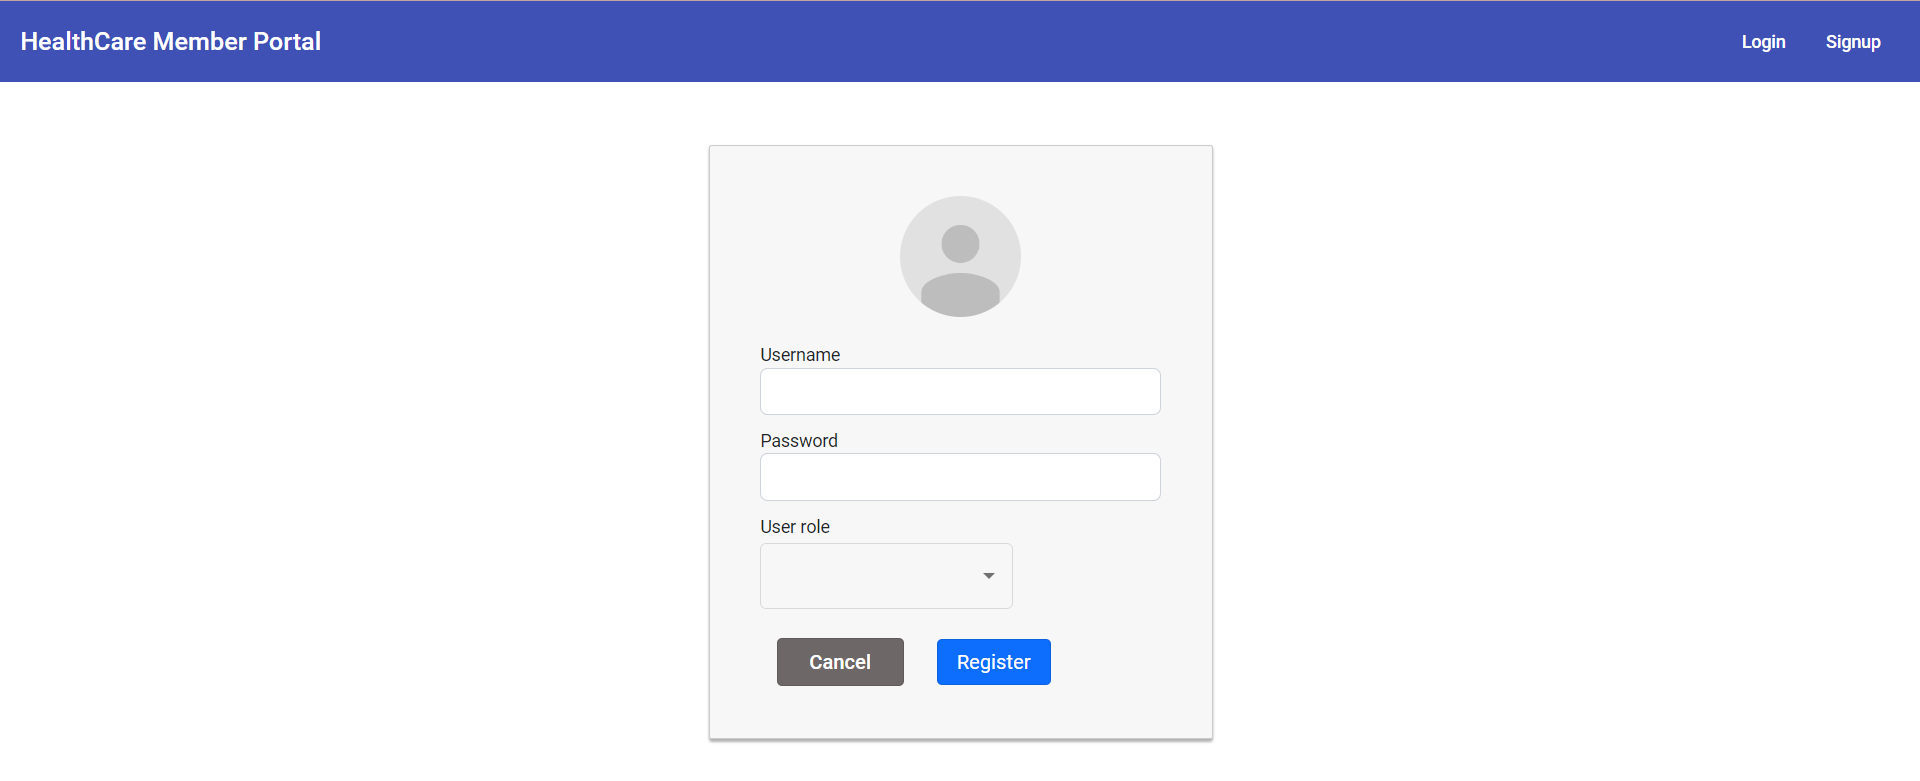 HealthCare Member Portal
Login Signup
Username
Password
User role
Cancel Register